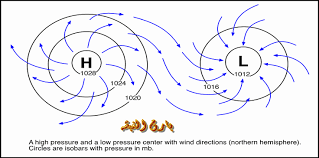 H
1028
1024
1020
L
1012
1016
A high pressure and a low pressure center with wind directions (northern hemisphere).
Circles are isobars with pressure in mb.